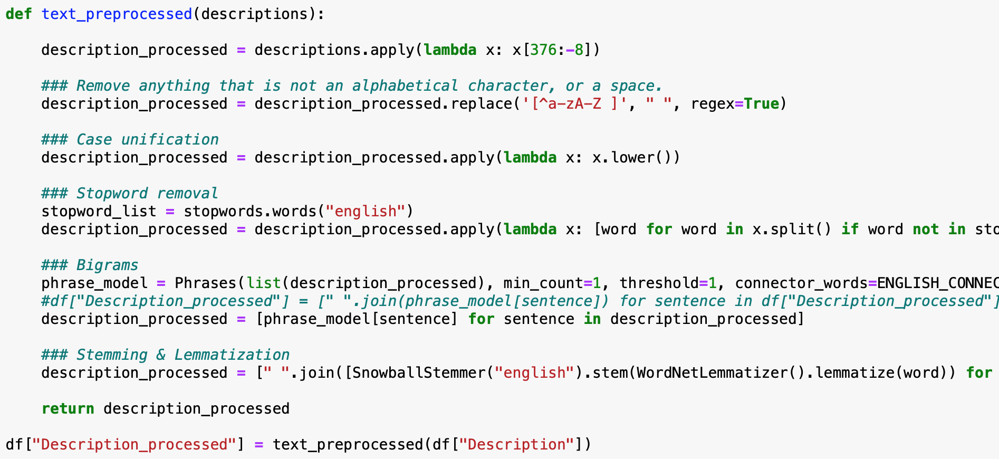 def text_preprocessed(descriptions):
description_processed = descriptions.apply(lambda x: x[376:-8])
### Remove anything that is not an alphabetical character, or a space.
description_processed = description_processed.replace('[^a-zA-Z ]', " ", regex=True)
### Case unification
description_processed = description_processed.apply(lambda x: x.lower())
### Stopword removal
stopword_list = stopwords.words("english")
description_processed = description_processed.apply(lambda x: [word for word in x.split() if word not in sto
### Bigrams
phrase_model = Phrases(list(description_processed), min_count=1, threshold=1, connector_words=ENGLISH_CONNEC
#df["Description_processed"] = [" ".join(phrase_model[sentence]) for sentence in df["Description_processed"]
description_processed = [phrase_model[sentence] for sentence in description_processed]
### Stemming & Lemmatization
description_processed = [" ".join([SnowballStemmer("english").stem(WordNetLemmatizer().lemmatize(word)) for
return description_processed
df["Description_processed"] = text_preprocessed(df["Description"])